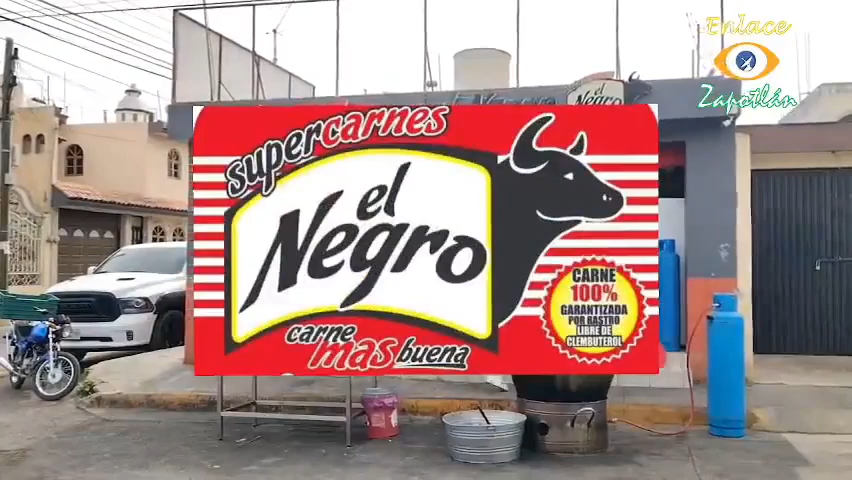 Enlace
Zapotlán
el
Negro
supercarnes
el
Negro
carne
mas buena
CARNE
100%
GARANTIZADA
POR RASTRO
LIBRE DE
CLEMBUTEROL